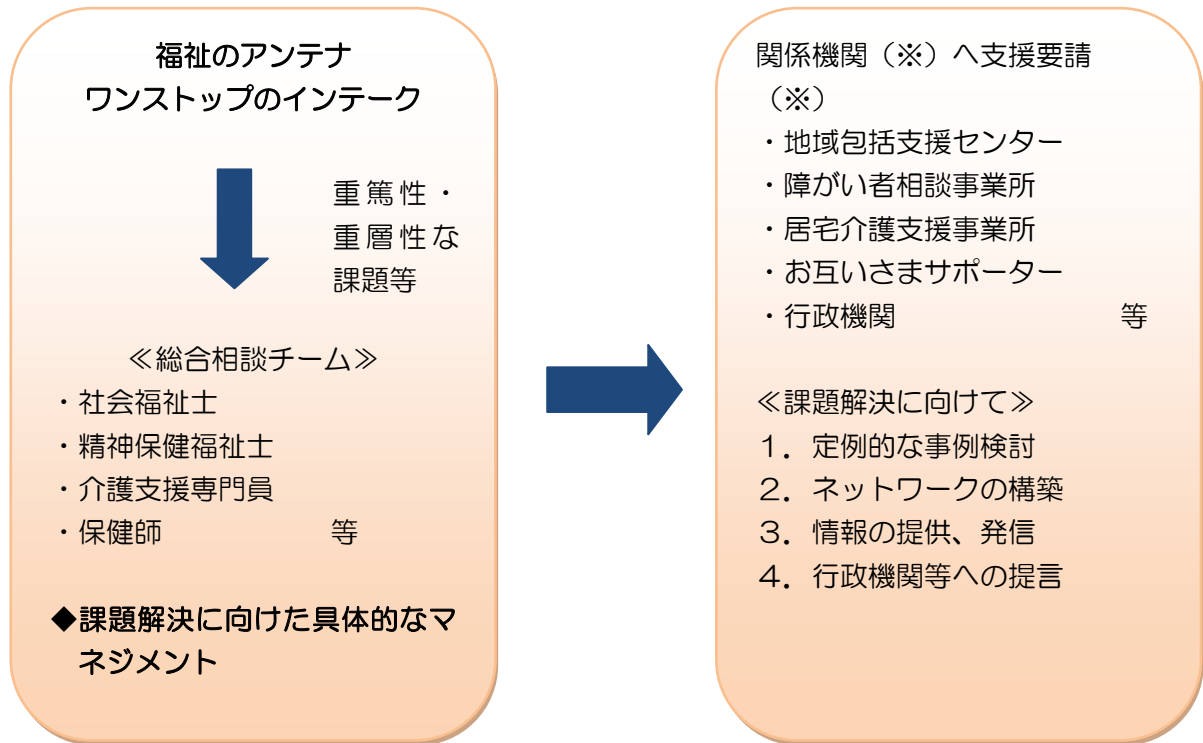 福祉のアンテナ
ワンストップのインテーク
重篤性・
重層性な
課題等
≪総合相談チーム≫
・社会福祉士
・精神保健福祉士
・介護支援専門員
・保健師　　　　　　等
◆課題解決に向けた具体的なマ
ネジメント
関係機関（※）へ支援要請
（※）
・地域包括支援センター
・障がい者相談事業所
・居宅介護支援事業所
・お互いさまサポーター
・行政機関　　　　　　　　等
≪課題解決に向けて≫
１．定例的な事例検討
２．ネットワークの構築
３．情報の提供、発信
４．行政機関等への提言